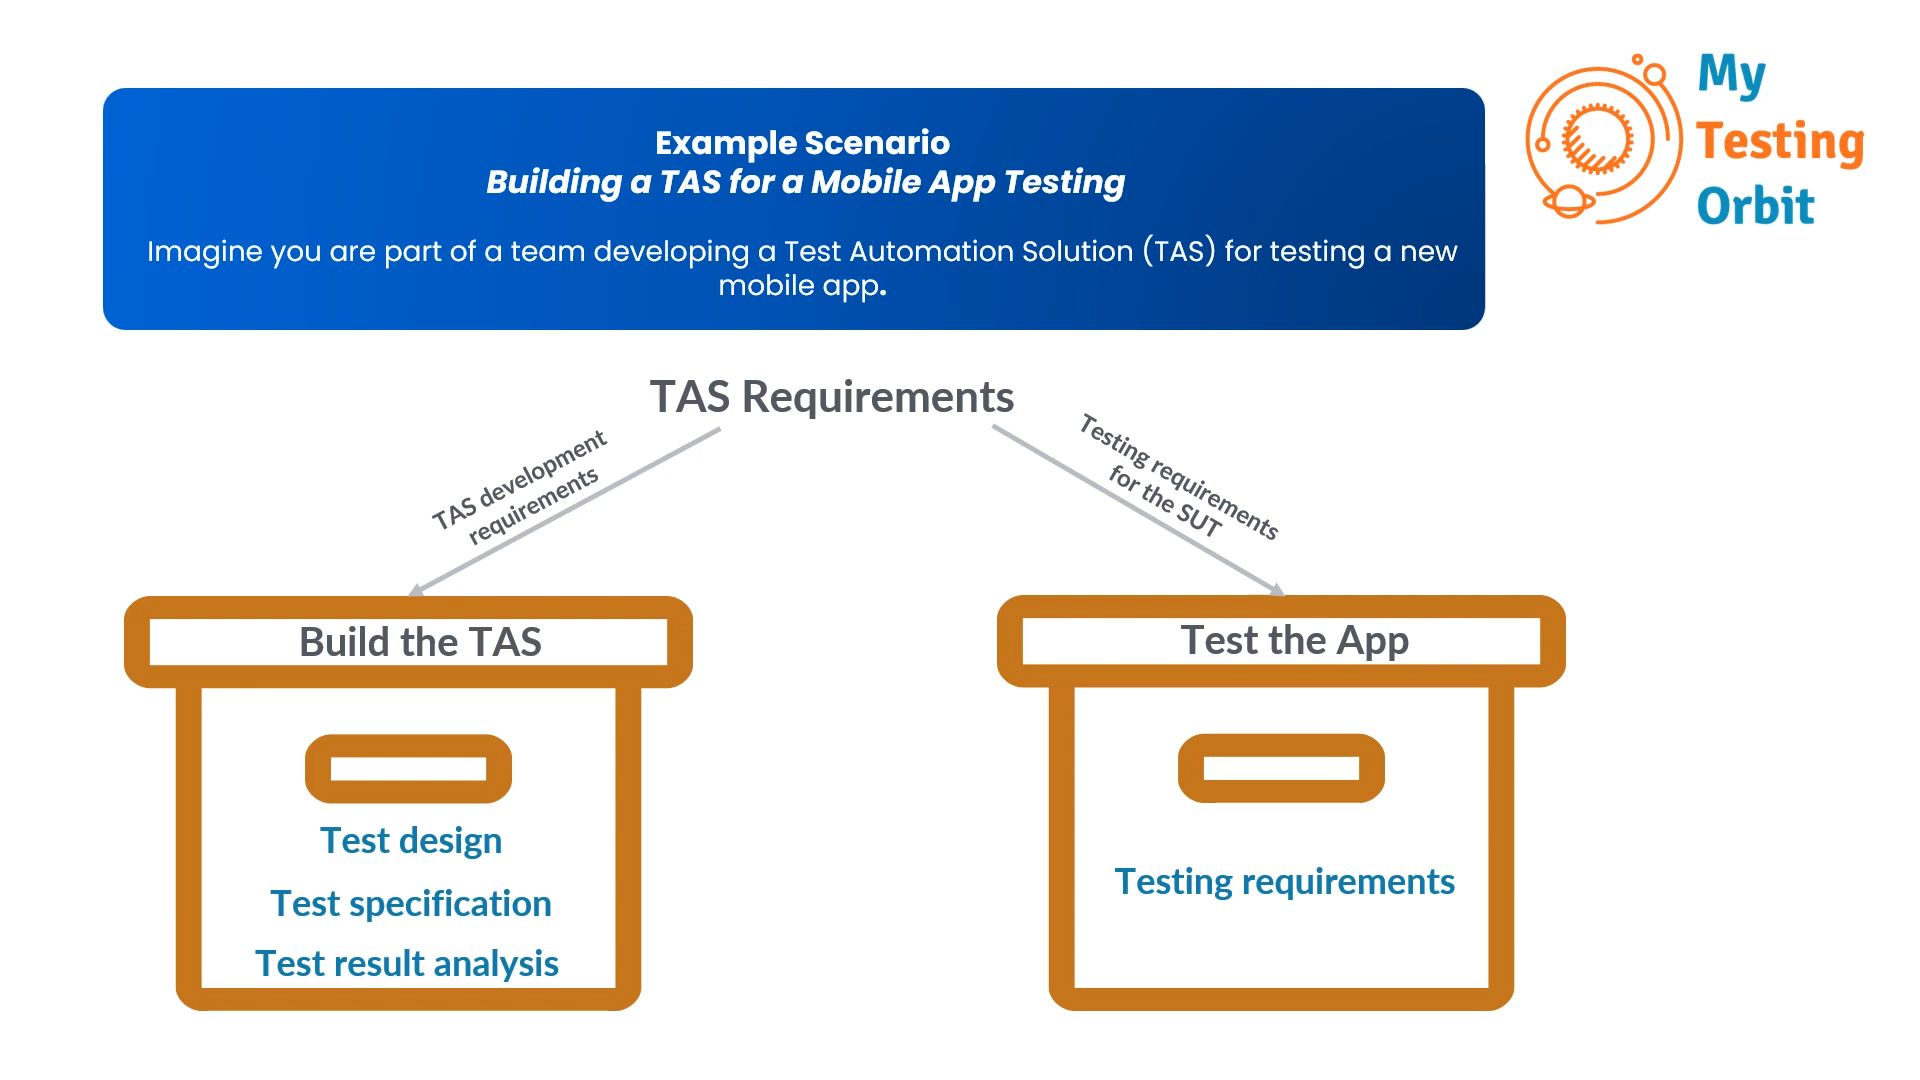 My
Testing
Orbit
Example Scenario
Building a TAS for a Mobile App Testing
Imagine you are part of a team developing a Test Automation Solution (TAS) for testing a new
mobile app.
TAS Requirements
TAS development
requirements
Testing requirements
for the SUT
Build the TAS
Test design
Test specification
Test result analysis
Test the App
Testing requirements